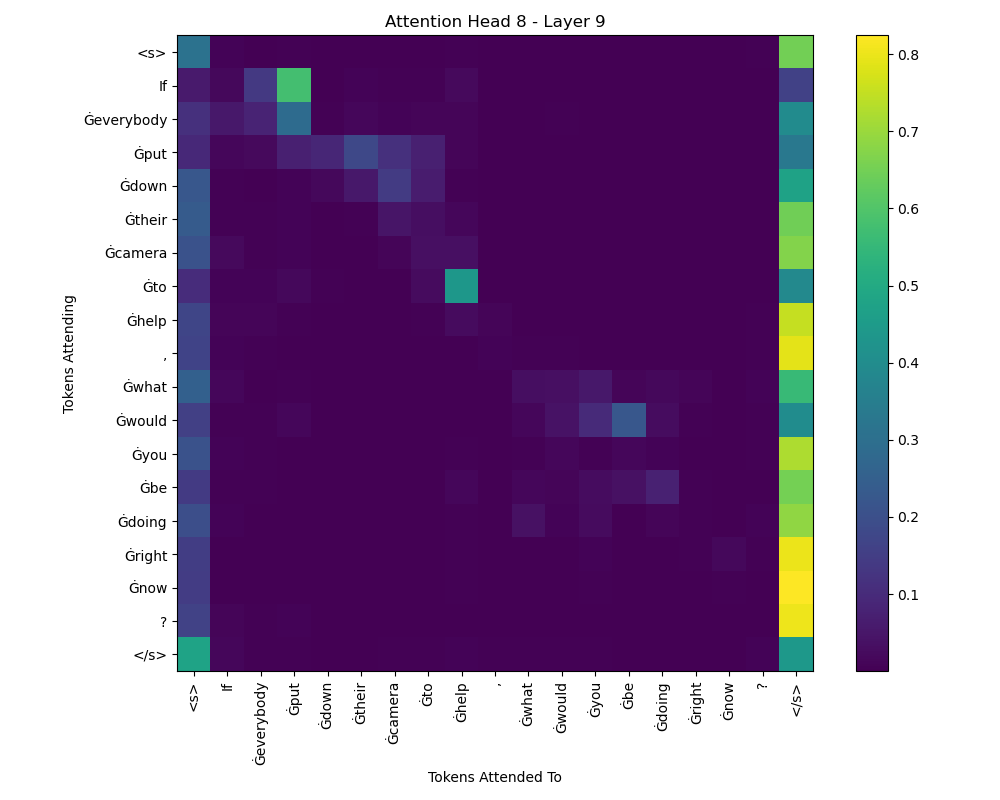 Attention Head 8 - Layer 9
Tokens Attending
<s>
If
Ġeverybody
Ġput
Ġdown
Ġtheir
Ġcamera
Ġto
Ġhelp
,
Ġwhat
Ġwould
Ġyou
Ġbe
Ġdoing
Ġright
Ġnow
?
</s>
<s>
If
Ġeverybody
Ġput
Ġdown
Ġtheir
Ġcamera
Ġto
Ġhelp
,
Ġwhat
Ġwould
Ġyou
Ġbe
Ġdoing
Ġright
Ġnow
?
</s>
Tokens Attended To
0.8
0.7
0.6
0.5
0.4
0.3
0.2
0.1